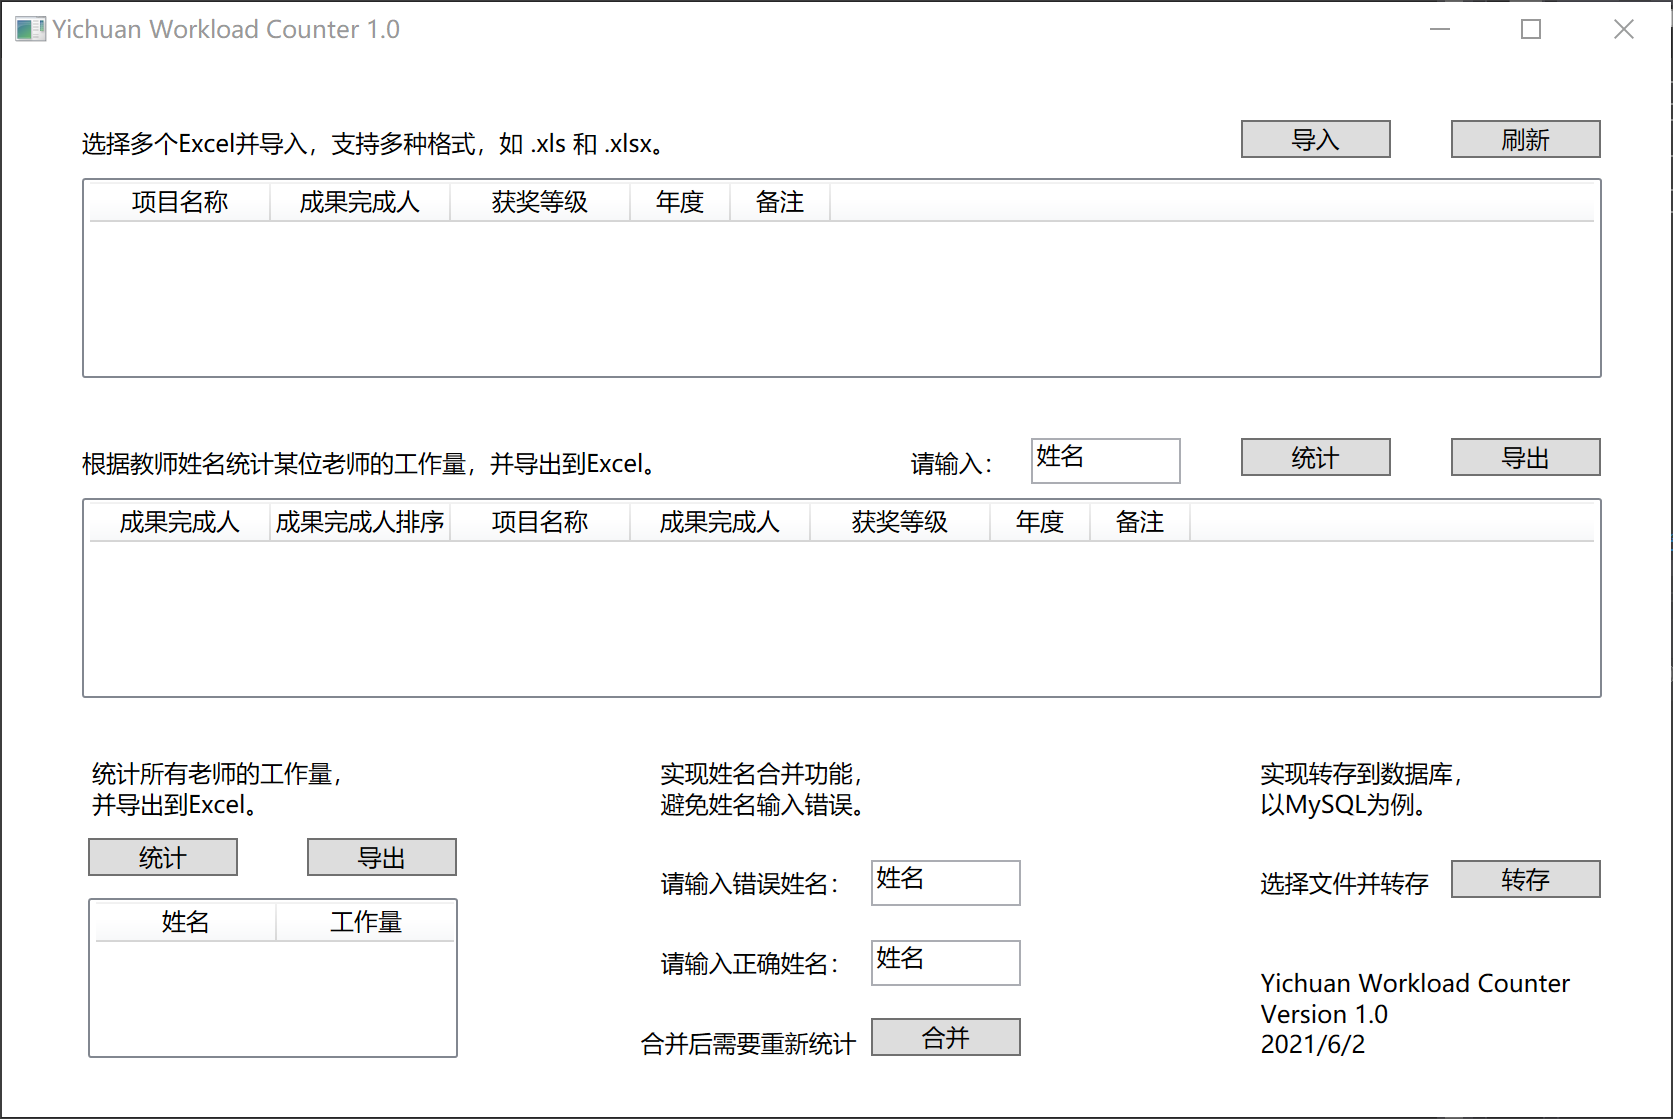 Yichuan Workload Counter 1.0
选择多个Excel并导入，支持多种格式，如 .xls 和 .xlsx。
导入
刷新
项目名称 成果完成人 获奖等级 年度 备注
根据教师姓名统计某位老师的工作量，并导出到Excel。
请输入：
姓名
统计
导出
成果完成人 成果完成人排序 项目名称 成果完成人 获奖等级 年度 备注
统计所有老师的工作量，
并导出到Excel。
统计
导出
姓名 工作量
实现姓名合并功能，
避免姓名输入错误。
请输入错误姓名：
姓名
请输入正确姓名：
姓名
合并后需要重新统计
合并
实现转存到数据库，
以MySQL为例。
选择文件并转存
转存
Yichuan Workload Counter
Version 1.0
2021/6/2